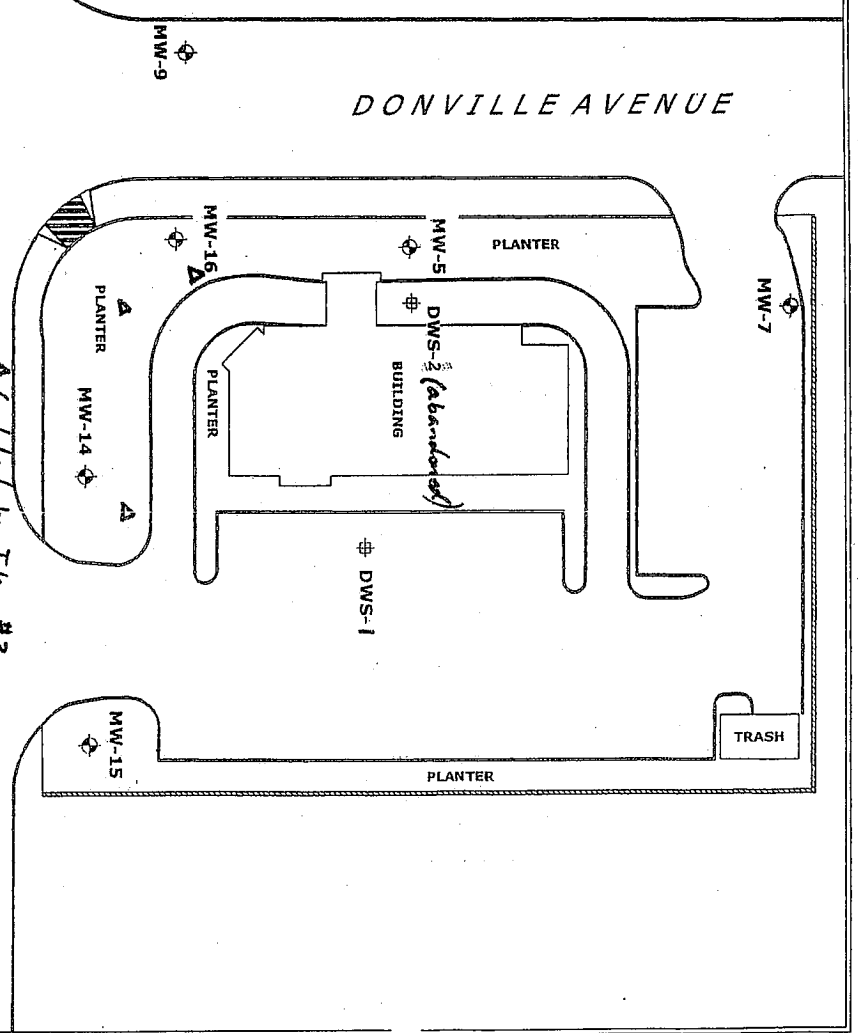 MW-9
DONVILLE AVENUE
MW-16
MW-5
PLANTER
MW-7
PLANTER
DWS-2 (abandoned)
BUILDING
PLANTER
MW-14
DWS-1
#3
MW-15
TRASH
PLANTER